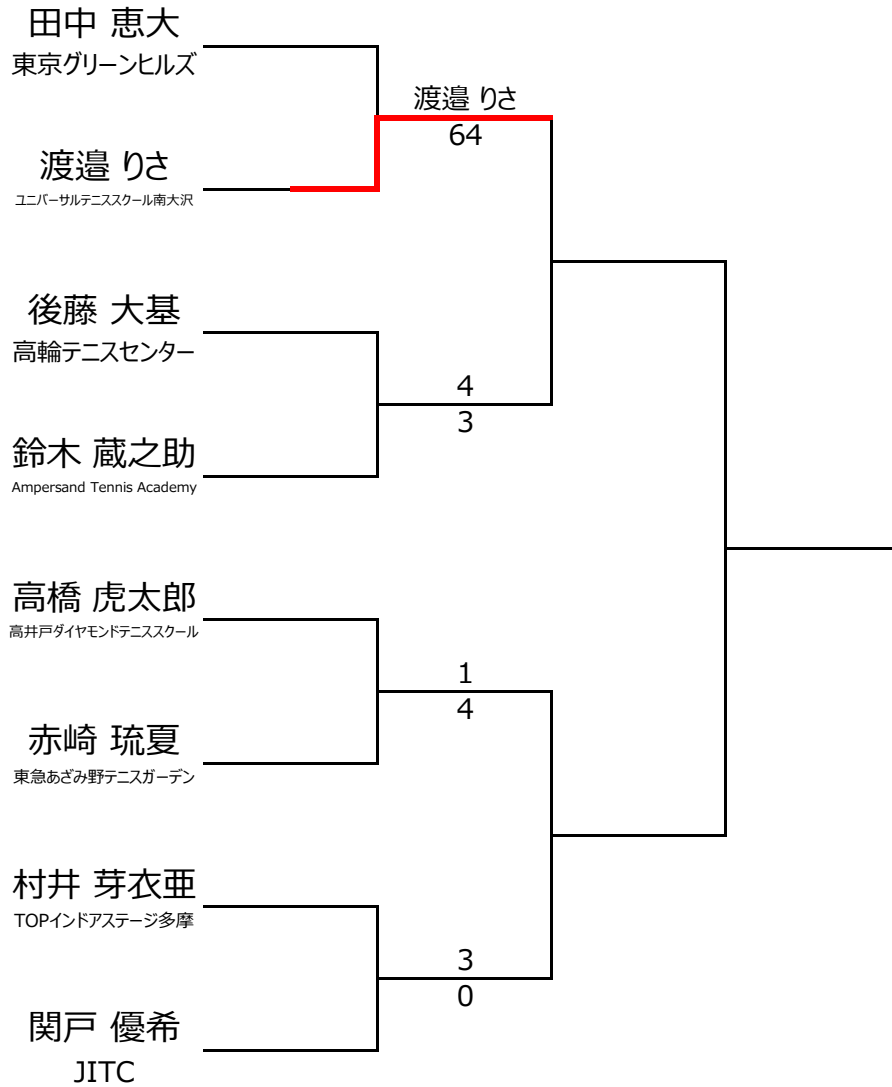 田中 恵大
東京グリーンヒルズ
渡邉 りさ
64
渡邉 りさ
ユニバーサルテニススクール南大沢
後藤 大基
高輪テニスセンター
4
3
鈴木 蔵之助
Ampersand Tennis Academy
高橋 虎太郎
高井戸ダイヤモンドテニススクール
1
4
赤崎 琉夏
東急あざみ野テニスガーデン
村井 芽衣亜
TOPインドアステージ多摩
3
0
関戸 優希
JITC